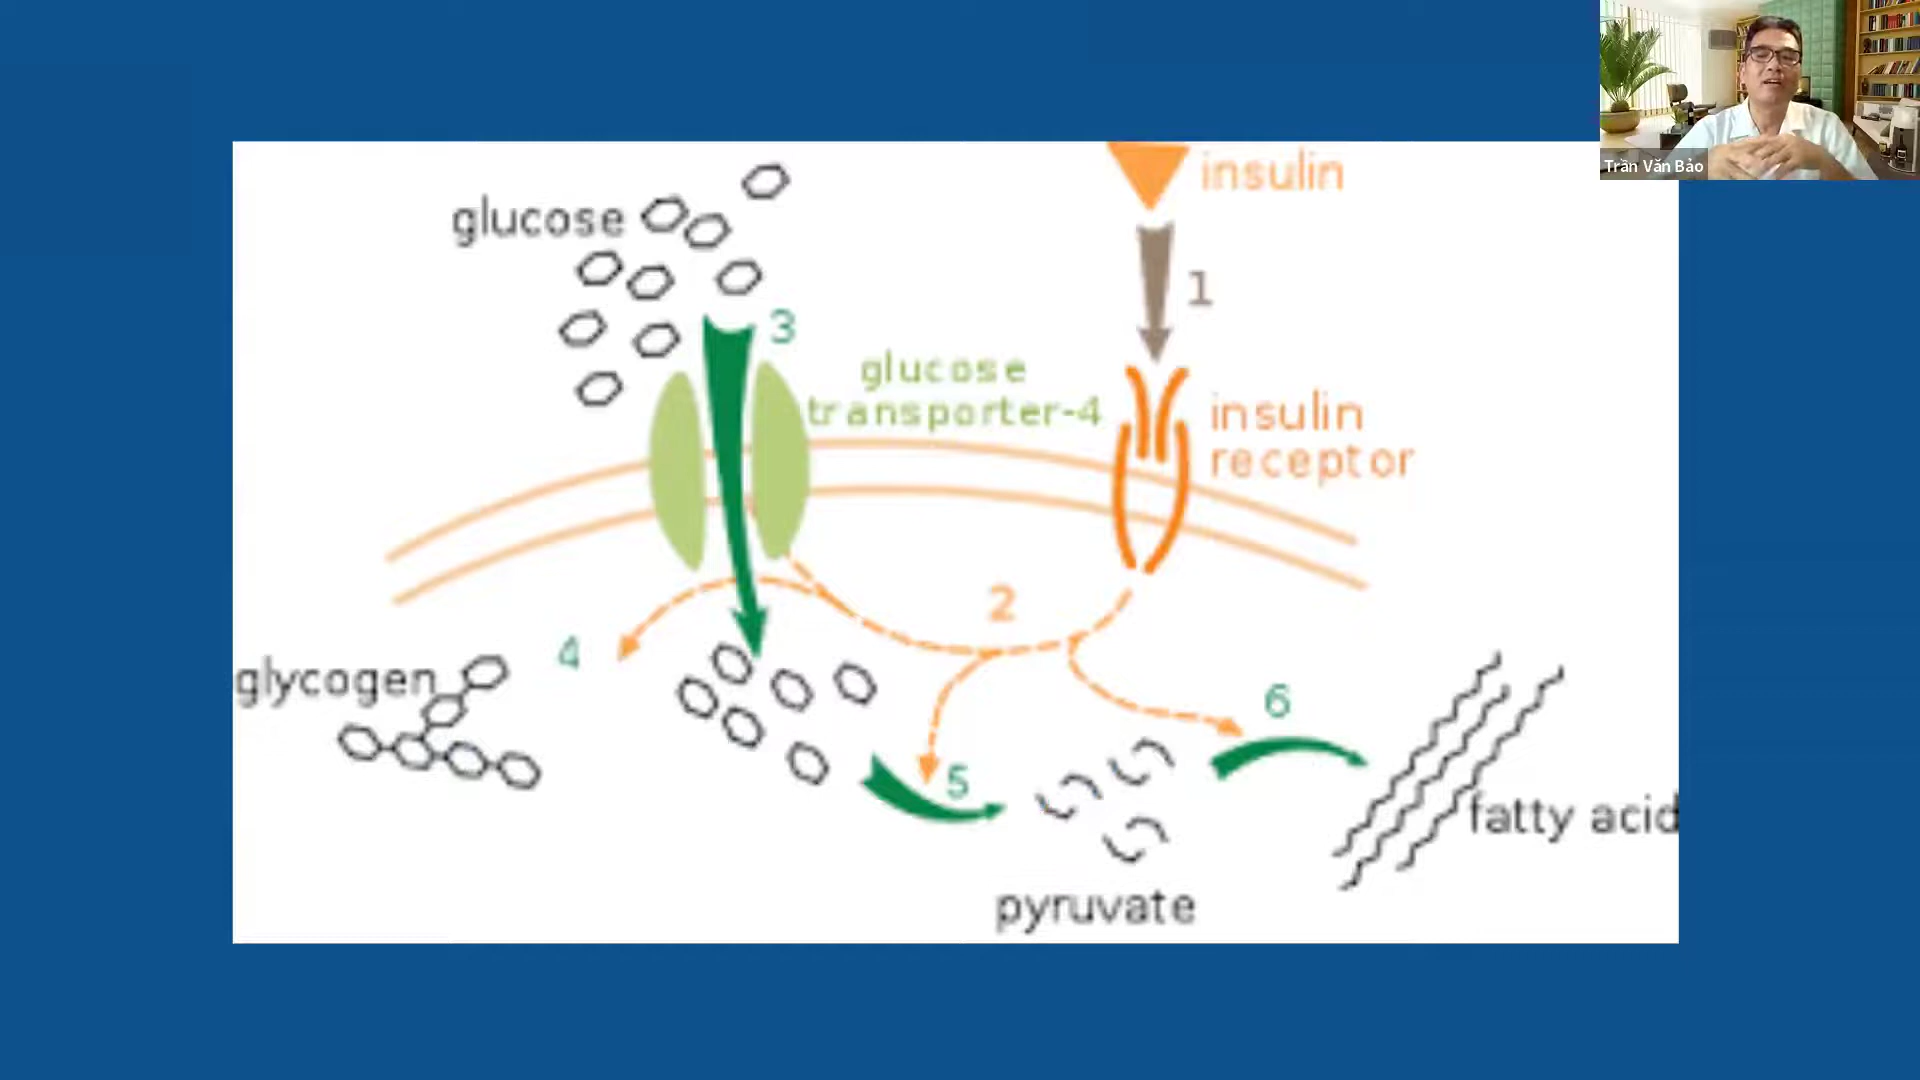 insulin
glucose
1
3
glucose
transporter-4
insulin
receptor
2
4
glycogen
6
5
fatty acid
pyruvate
Trần Văn Bảo